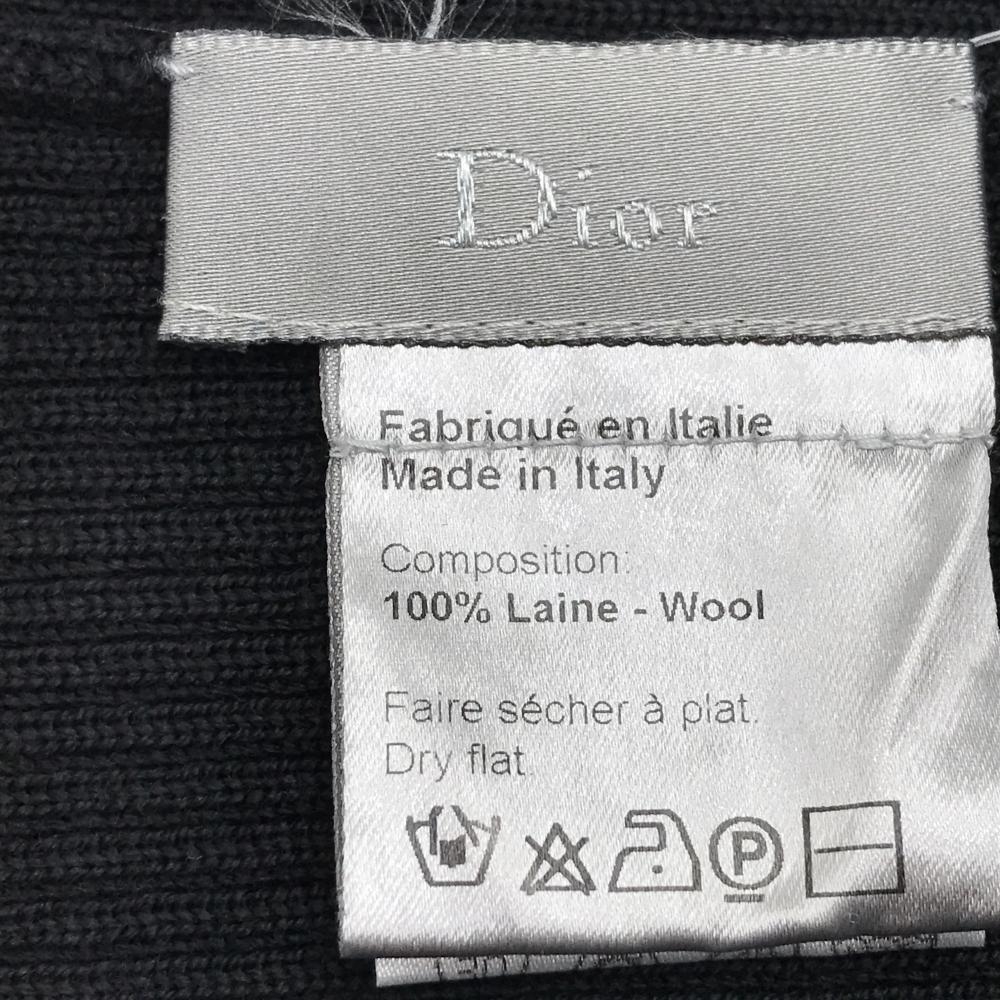 Dior
Fabriqué en Italie
Made in Italy
Composition:
100% Laine - Wool
Faire sécher à plat.
Dry flat.
P